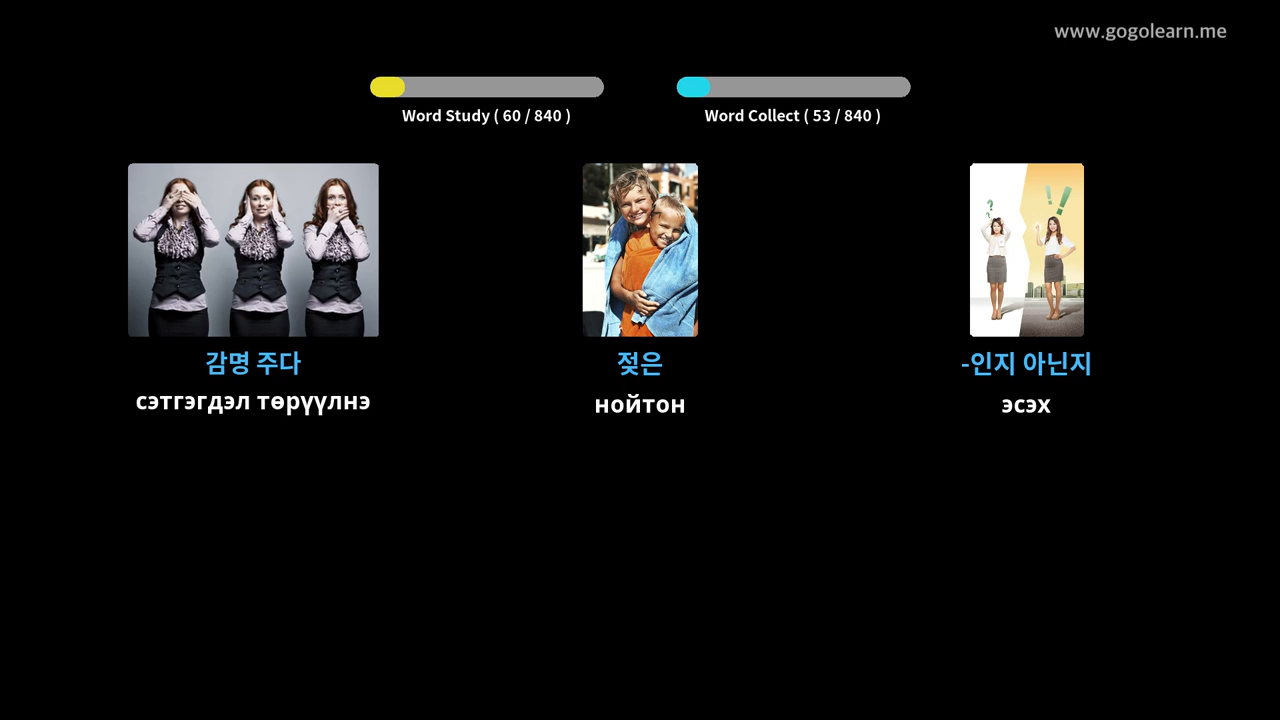 www.gogolearn.me
Word Study ( 60 / 840 )
Word Collect ( 53 / 840 )
감명 주다
젖은
-인지 아닌지
сэтгэгдэл төрүүлнэ
нойтон
эсэх